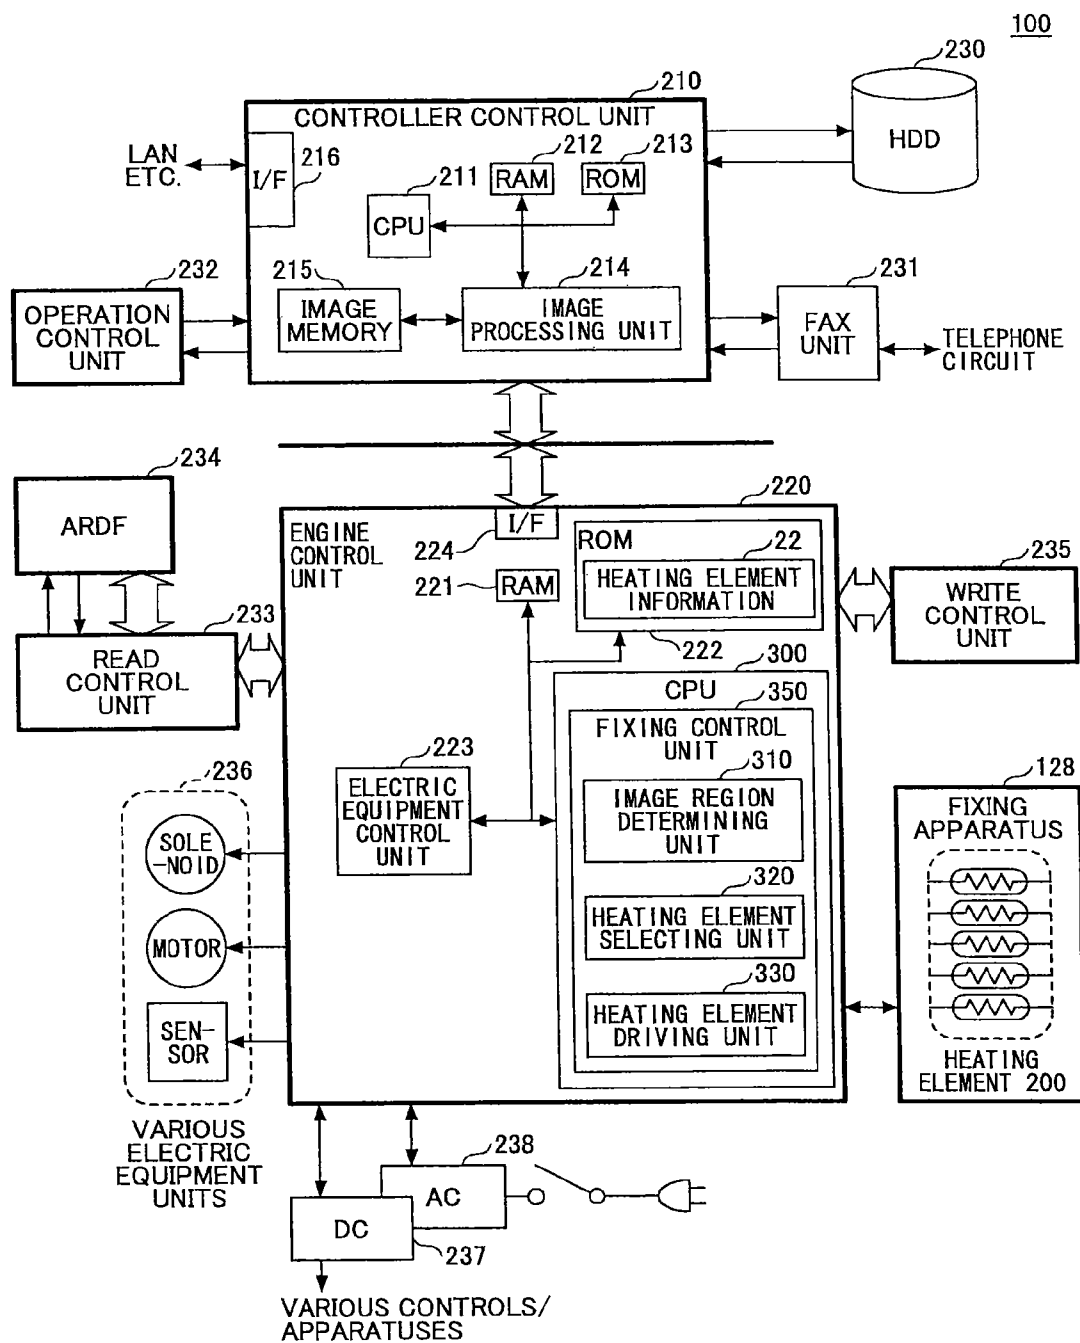 100
230
HDD
210
CONTROLLER CONTROL UNIT
216
I/F
LAN
ETC.
212
RAM
213
ROM
211
CPU
215
IMAGE
MEMORY
214
IMAGE
PROCESSING UNIT
232
OPERATION
CONTROL
UNIT
231
FAX
UNIT
TELEPHONE
CIRCUIT
234
ARDF
220
ENGINE
CONTROL
UNIT
I/F
224
221
RAM
ROM
22
HEATING ELEMENT
INFORMATION
222
235
WRITE
CONTROL
UNIT
233
READ
CONTROL
UNIT
300
CPU
350
FIXING CONTROL
UNIT
310
IMAGE REGION
DETERMINING
UNIT
320
HEATING ELEMENT
SELECTING UNIT
330
HEATING ELEMENT
DRIVING UNIT
223
ELECTRIC
EQUIPMENT
CONTROL
UNIT
236
SOLE
-NOID
MOTOR
SEN-
SOR
VARIOUS
ELECTRIC
EQUIPMENT
UNITS
128
FIXING
APPARATUS
HEATING
ELEMENT 200
238
AC
DC
237
VARIOUS CONTROLS/
APPARATUSES